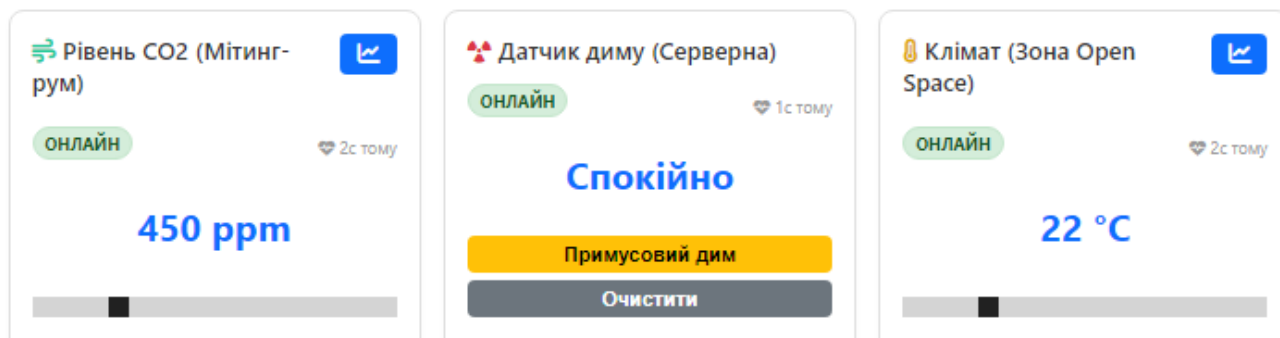 Рівень CO2 (Мітинг-
рум)
ОНЛАЙН
2с тому
450 ppm
Датчик диму (Серверна)
ОНЛАЙН
1с тому
Спокійно
Примусовий дим
Очистити
Клімат (Зона Open
Space)
ОНЛАЙН
2с тому
22 °C